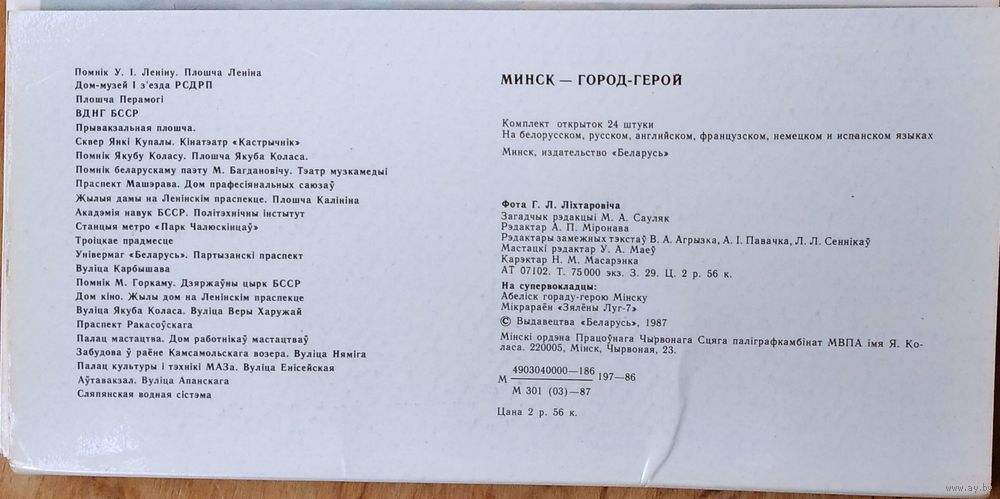 Помнік У. І. Леніну. Плошча Леніна
Дом-музей І з'езда РСДРП
Плошча Перамогі
ВДНГ БССР
Прывакзальная плошча.
Сквер Янкі Купалы. Кінатэатр «Кастрычнік»
Помнік Якубу Коласу. Плошча Якуба Коласа.
Помнік беларускаму паэту М. Багдановічу. Тэатр музкамедыі
Праспект Машэрава. Дом прафесіянальных саюзаў
Жылыя дамы на Ленінскім праспекце. Плошча Калініна
Акадэмія навук БССР. Політэхнічны інстытут
Станцыя метро «Парк Чалюскінцаў»
Троіцкае прадмесце
Універмаг «Беларусь». Партызанскі праспект
Вуліца Карбышава
Помнік М. Горкаму. Дзяржаўны цырк БССР
Дом кіно. Жылы дом на Ленінскім праспекце
Вуліца Якуба Коласа. Вуліца Веры Харужай
Праспект Ракасоўскага
Палац мастацтва. Дом работнікаў мастацтваў
Забудова ў раёне Камсамольскага возера. Вуліца Няміга
Палац культуры і тэхнікі МАЗа. Вуліца Енісейская
Аўтавакзал. Вуліца Апанскага
Сляпянская водная сістэма
МИНСК — ГОРОД-ГЕРОЙ
Комплект открыток 24 штуки
На белорусском, русском, английском, французском, немецком и испанском языках
Минск, издательство «Беларусь»
Фота Г. Л. Ліхтаровіча
Загадчык рэдакцыі М. А. Сауляк
Рэдактар А. П. Міронава
Рэдактары замежных тэкстаў В. А. Агрызка, А. І. Павачка, Л. Л. Сеннікаў
Мастацкі рэдактар У. А. Маеў
Карэктар Н. М. Масарэнка
АТ 07102. Т. 75000 экз. З. 29. Ц. 2 р. 56 к.
На супервокладцы:
Абеліск гораду-герою Мінску
Мікрараён «Зялёны Луг-7»
© Выдавецтва «Беларусь», 1987
Мінскі ордэна Працоўнага Чырвонага Сцяга паліграфкамбінат МВПА імя Я. Ко-
ласа. 220005, Мінск, Чырвоная, 23.
М 4903040000—186 197—86
М 301 (03)—87
Цана 2 р. 56 к.
www.ay.by